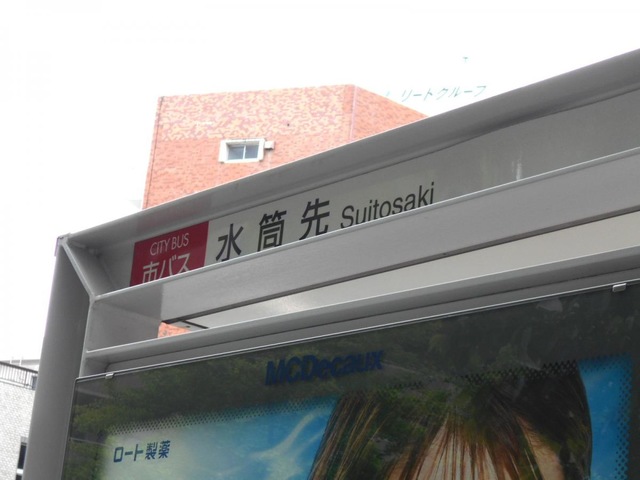 リートグループ
CITY BUS
市バス
水筒先 Suitosaki
MCDecaux
ロート製薬